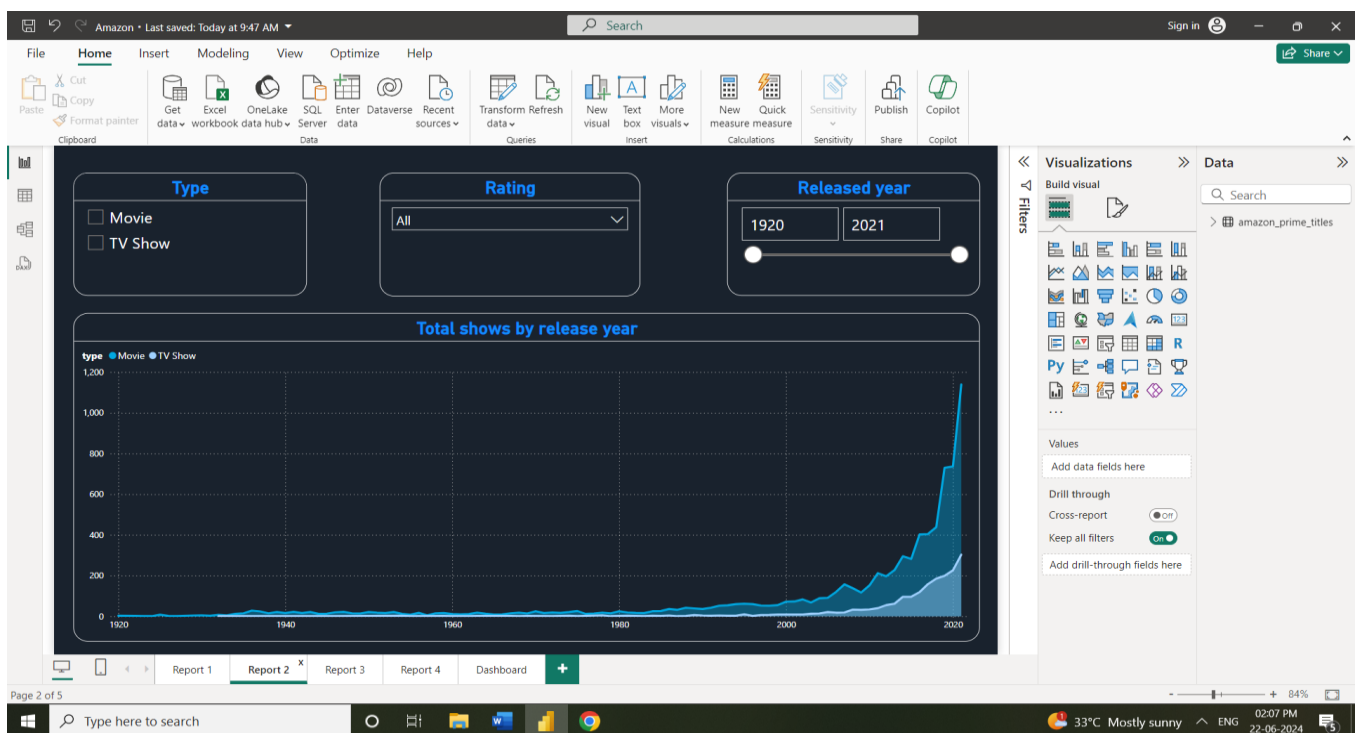 Amazon • Last saved: Today at 9:47 AM
Search
Sign in
File Home Insert Modeling View Optimize Help
Share
Paste
Cut
Copy
Format painter
Clipboard
Get data
Excel workbook
OneLake data hub
SQL Server
Enter data
Dataverse
Recent sources
Data
Transform data
Refresh
Queries
New visual
Text box
More visuals
Insert
New measure
Quick measure
Calculations
Sensitivity
Sensitivity
Publish
Share
Copilot
Copilot
Type
Movie
TV Show
Rating
All
Released year
1920 2021
Total shows by release year
type Movie TV Show
1,200
1,000
800
600
400
200
0
1920 1940 1960 1980 2000 2020
Filters
Visualizations
Build visual
123
R
Py
123
...
Values
Add data fields here
Drill through
Cross-report Off
Keep all filters On
Add drill-through fields here
Data
Search
amazon_prime_titles
DAX
Report 1 Report 2 x Report 3 Report 4 Dashboard +
Page 2 of 5
- + 84%
Type here to search
33°C Mostly sunny
ENG
02:07 PM
22-06-2024
5